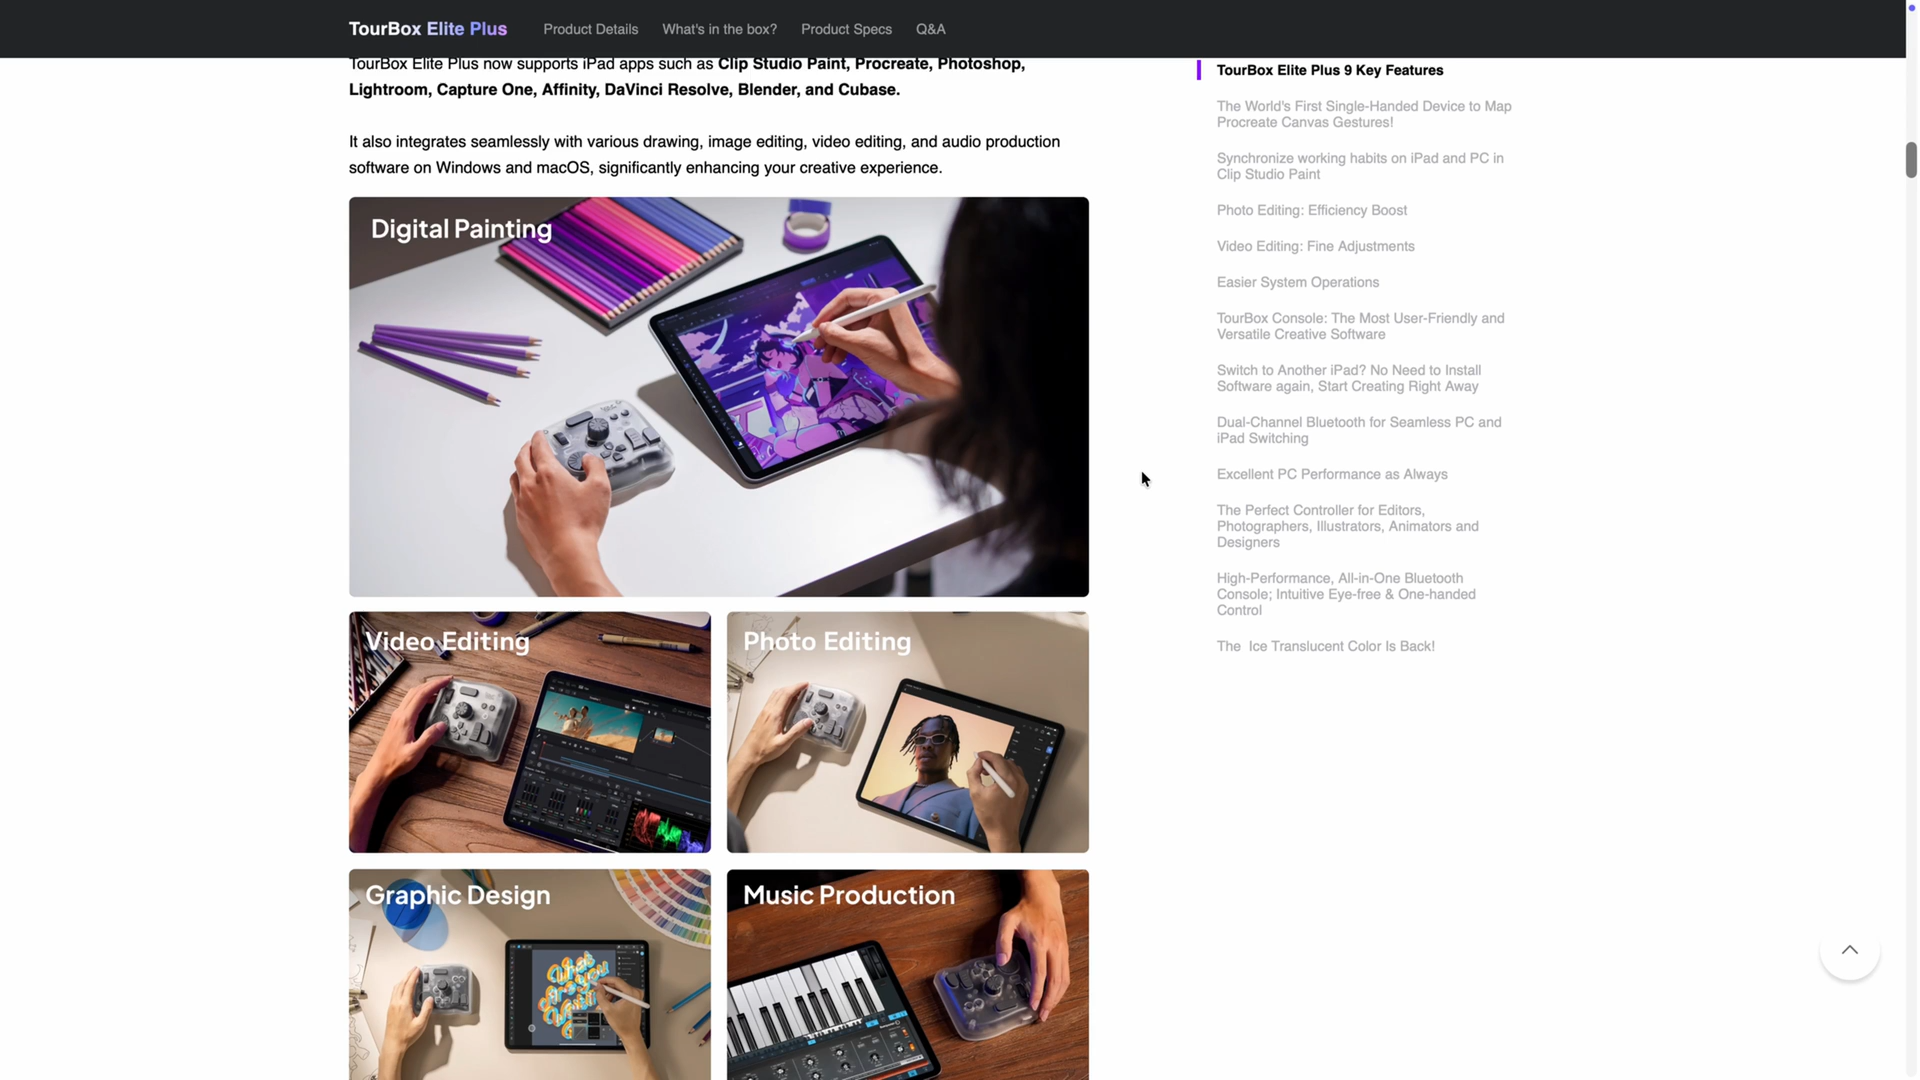 TourBox Elite Plus
Product Details
What's in the box?
Product Specs
Q&A
TourBox Elite Plus now supports iPad apps such as Clip Studio Paint, Procreate, Photoshop,
Lightroom, Capture One, Affinity, DaVinci Resolve, Blender, and Cubase.
It also integrates seamlessly with various drawing, image editing, video editing, and audio production
software on Windows and macOS, significantly enhancing your creative experience.
Digital Painting
Video Editing
Photo Editing
Graphic Design
Music Production
TourBox Elite Plus 9 Key Features
The World's First Single-Handed Device to Map
Procreate Canvas Gestures!
Synchronize working habits on iPad and PC in
Clip Studio Paint
Photo Editing: Efficiency Boost
Video Editing: Fine Adjustments
Easier System Operations
TourBox Console: The Most User-Friendly and
Versatile Creative Software
Switch to Another iPad? No Need to Install
Software again, Start Creating Right Away
Dual-Channel Bluetooth for Seamless PC and
iPad Switching
Excellent PC Performance as Always
The Perfect Controller for Editors,
Photographers, Illustrators, Animators and
Designers
High-Performance, All-in-One Bluetooth
Console; Intuitive Eye-free & One-handed
Control
The  Ice Translucent Color Is Back!